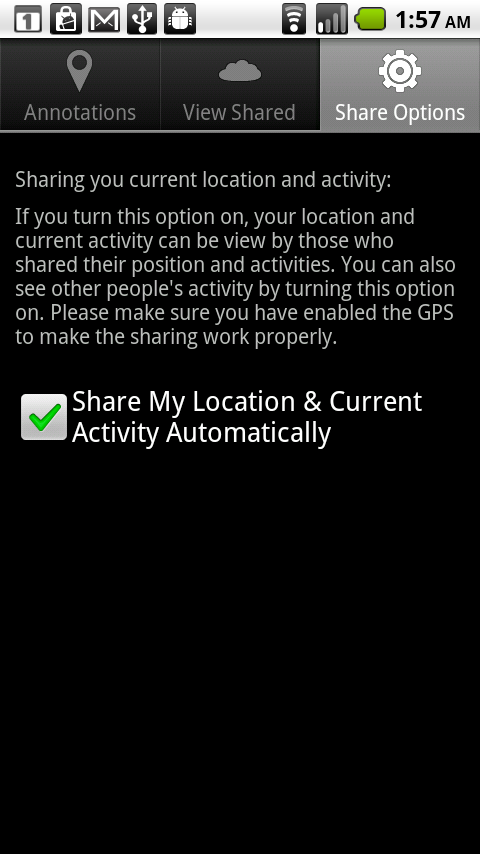 1
1:57 AM
Annotations
View Shared
Share Options
Sharing you current location and activity:
If you turn this option on, your location and
current activity can be view by those who
shared their position and activities. You can also
see other people's activity by turning this option
on. Please make sure you have enabled the GPS
to make the sharing work properly.
Share My Location & Current
Activity Automatically